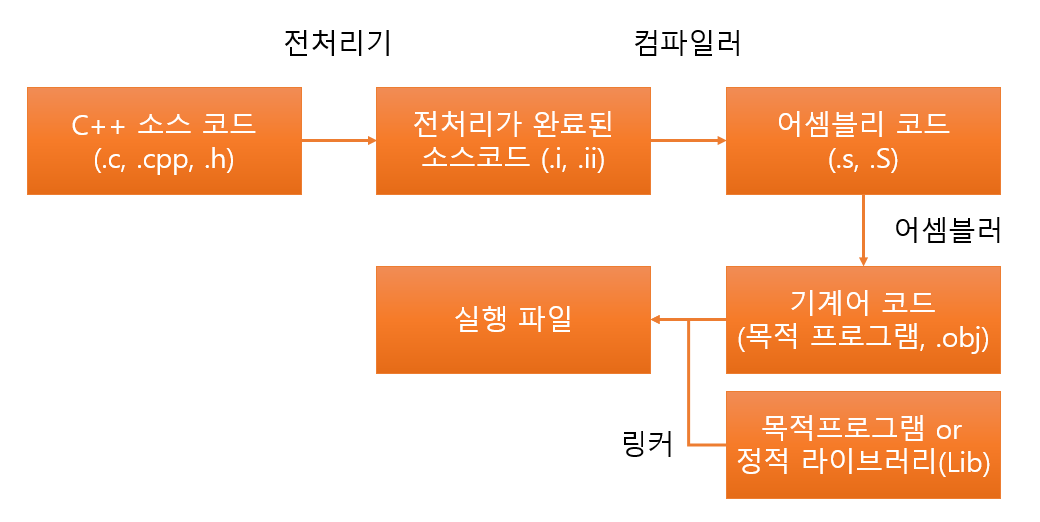 전처리기
컴파일러
C++ 소스 코드
(.c, .cpp, .h)
전처리가 완료된
소스코드 (.i, .ii)
어셈블리 코드
(.s, .S)
어셈블러
실행 파일
기계어 코드
(목적 프로그램, .obj)
링커
목적프로그램 or
정적 라이브러리(Lib)